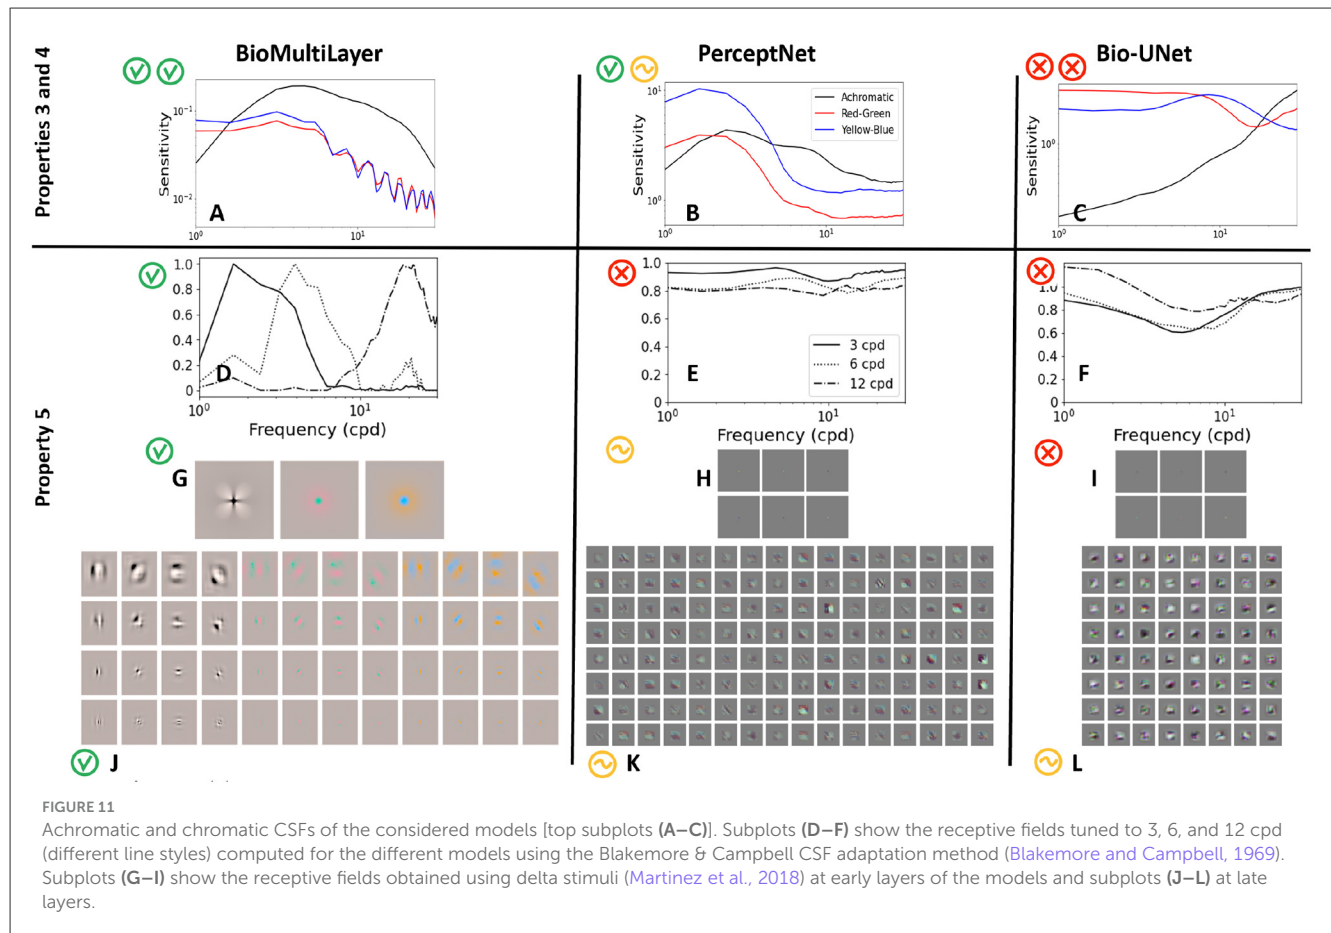 BioMultiLayer
PerceptNet
Bio-UNet
Properties 3 and 4
Sensitivity
10⁻¹
10⁻²
10⁰
10¹
A
Sensitivity
10¹
10⁰
10⁰
10¹
Achromatic
Red-Green
Yellow-Blue
B
Sensitivity
10⁰
10⁰
10¹
C
Property 5
1.0
0.8
0.6
0.4
0.2
0
10⁰
10¹
Frequency (cpd)
D
1.0
0.8
0.6
0.4
0.2
0
10⁰
10¹
Frequency (cpd)
3 cpd
6 cpd
12 cpd
E
1.0
0.8
0.6
0.4
0.2
0
10⁰
10¹
Frequency (cpd)
F
G
H
I
J
K
L
FIGURE 11
Achromatic and chromatic CSFs of the considered models [top subplots (A–C)]. Subplots (D–F) show the receptive fields tuned to 3, 6, and 12 cpd
(different line styles) computed for the different models using the Blakemore & Campbell CSF adaptation method (Blakemore and Campbell, 1969).
Subplots (G–I) show the receptive fields obtained using delta stimuli (Martinez et al., 2018) at early layers of the models and subplots (J–L) at late
layers.